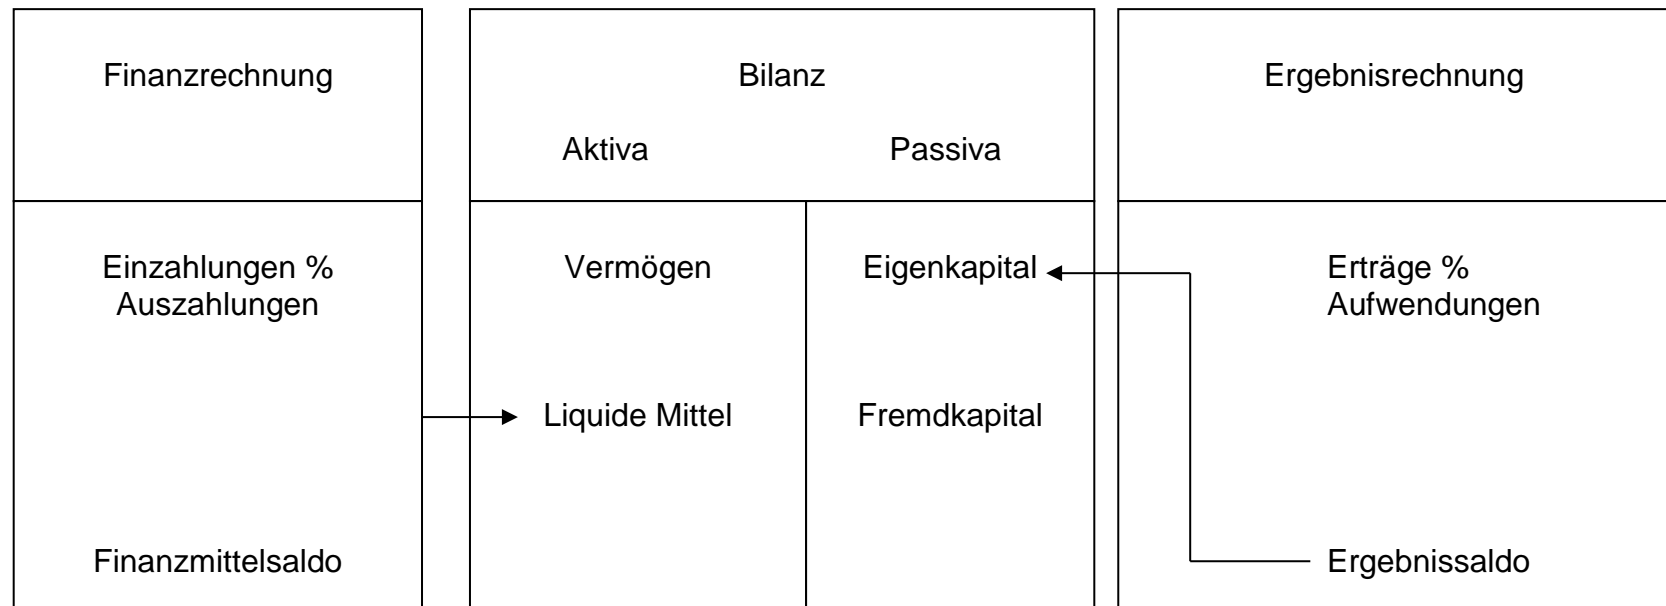 Finanzrechnung
Bilanz
Aktiva
Passiva
Ergebnisrechnung
Einzahlungen %
Auszahlungen
Finanzmittelsaldo
Vermögen
Liquide Mittel
Eigenkapital
Fremdkapital
Erträge %
Aufwendungen
Ergebnissaldo